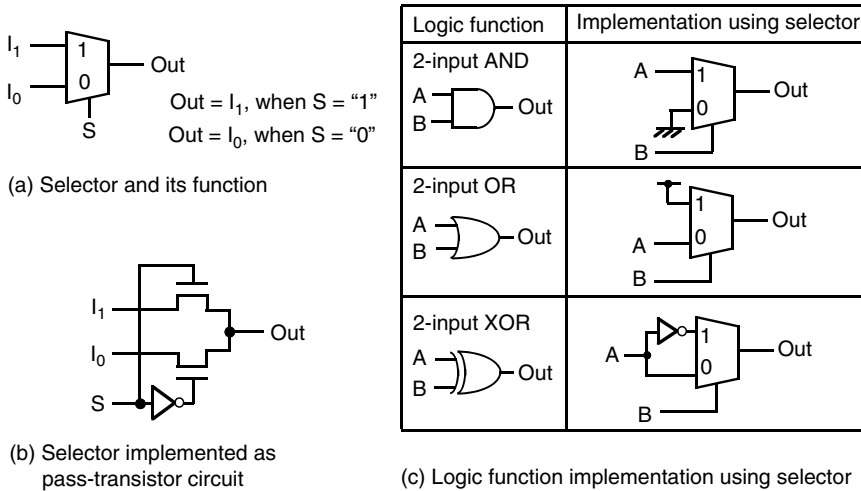 I1
1
0
I0
S
Out
Out = I1, when S = “1”
Out = I0, when S = “0”
(a) Selector and its function
I1
I0
S
Out
(b) Selector implemented as
pass-transistor circuit
Logic function
Implementation using selector
2-input AND
A
B
Out
A
1
0
B
Out
2-input OR
A
B
Out
1
A
0
B
Out
2-input XOR
A
B
Out
A
1
0
B
Out
(c) Logic function implementation using selector